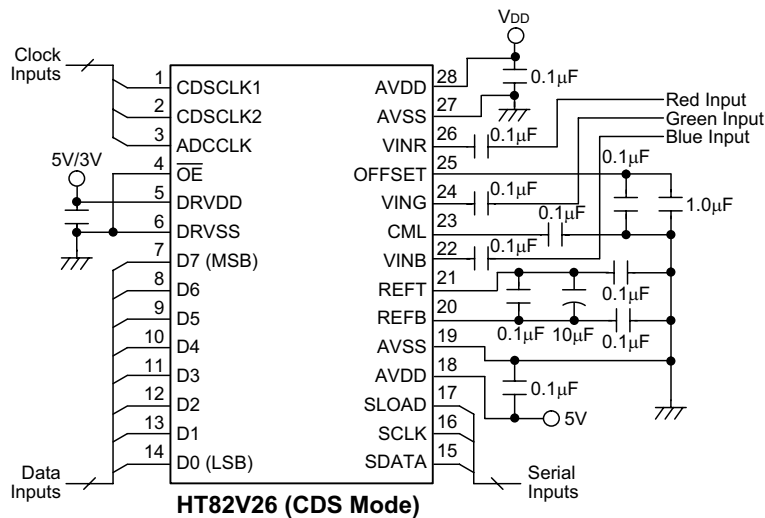 VDD
Clock
Inputs
1 CDSCLK1
2 CDSCLK2
3 ADCCLK
4 OE
5 DRVDD
6 DRVSS
7 D7 (MSB)
8 D6
9 D5
10 D4
11 D3
12 D2
13 D1
14 D0 (LSB)
5V/3V
Data
Inputs
AVDD 28
AVSS 27
VINR 26
OFFSET 25
VING 24
CML 23
VINB 22
REFT 21
REFB 20
AVSS 19
AVDD 18
SLOAD 17
SCLK 16
SDATA 15
0.1μF
Red Input
0.1μF
Green Input
Blue Input
0.1μF
0.1μF
1.0μF
0.1μF
0.1μF
0.1μF
0.1μF
10μF
0.1μF
0.1μF
5V
Serial
Inputs
HT82V26 (CDS Mode)